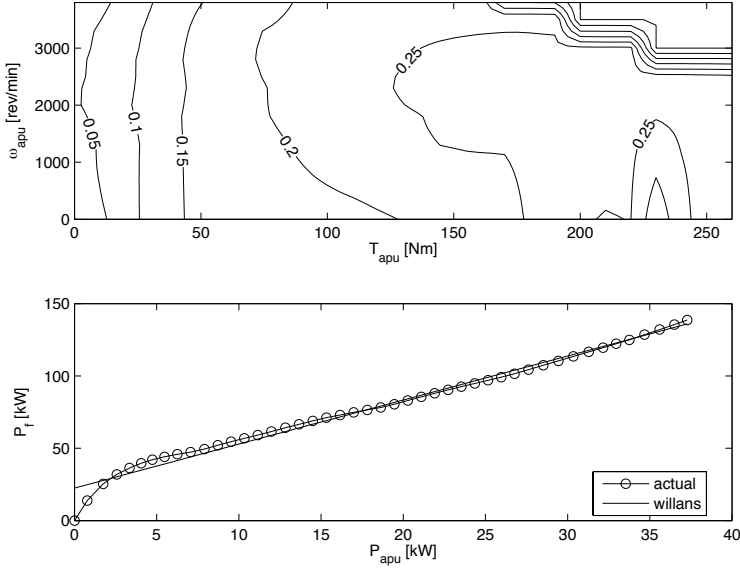 3000
2000
1000
0
ω_apu [rev/min]
0.05
0.1
0.15
0.2
0.25
0.25
0 50 100 150 200 250
T_apu [Nm]
150
100
50
0
P_f [kW]
actual
willans
0 5 10 15 20 25 30 35 40
P_apu [kW]